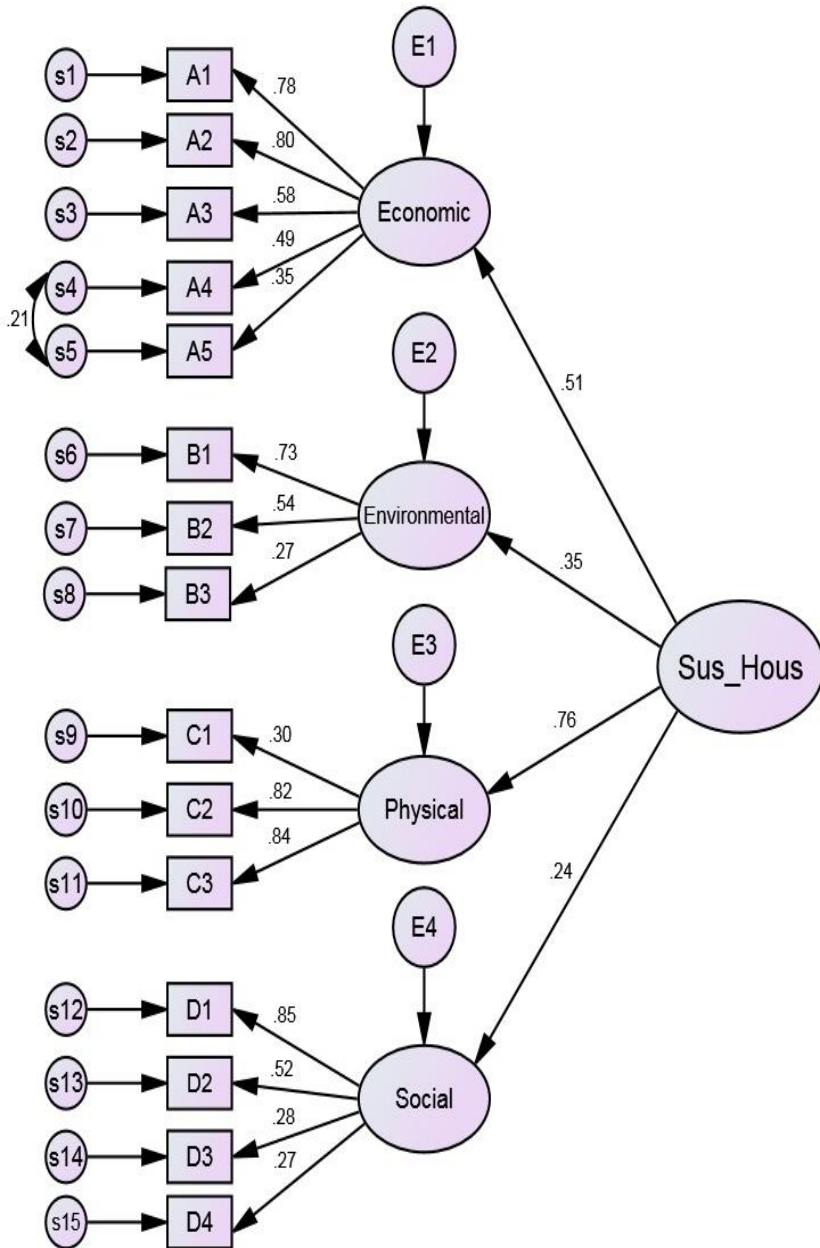 E1
s1 A1 .78
s2 A2 .80
s3 A3 .58 Economic
s4 A4 .49
.21
s5 A5 .35
.51
E2
s6 B1 .73
s7 B2 .54 Environmental
s8 B3 .27
.35
E3
Sus_Hous
s9 C1 .30
.76
s10 C2 .82 Physical
s11 C3 .84
.24
E4
s12 D1 .85
s13 D2 .52 Social
s14 D3 .28
s15 D4 .27